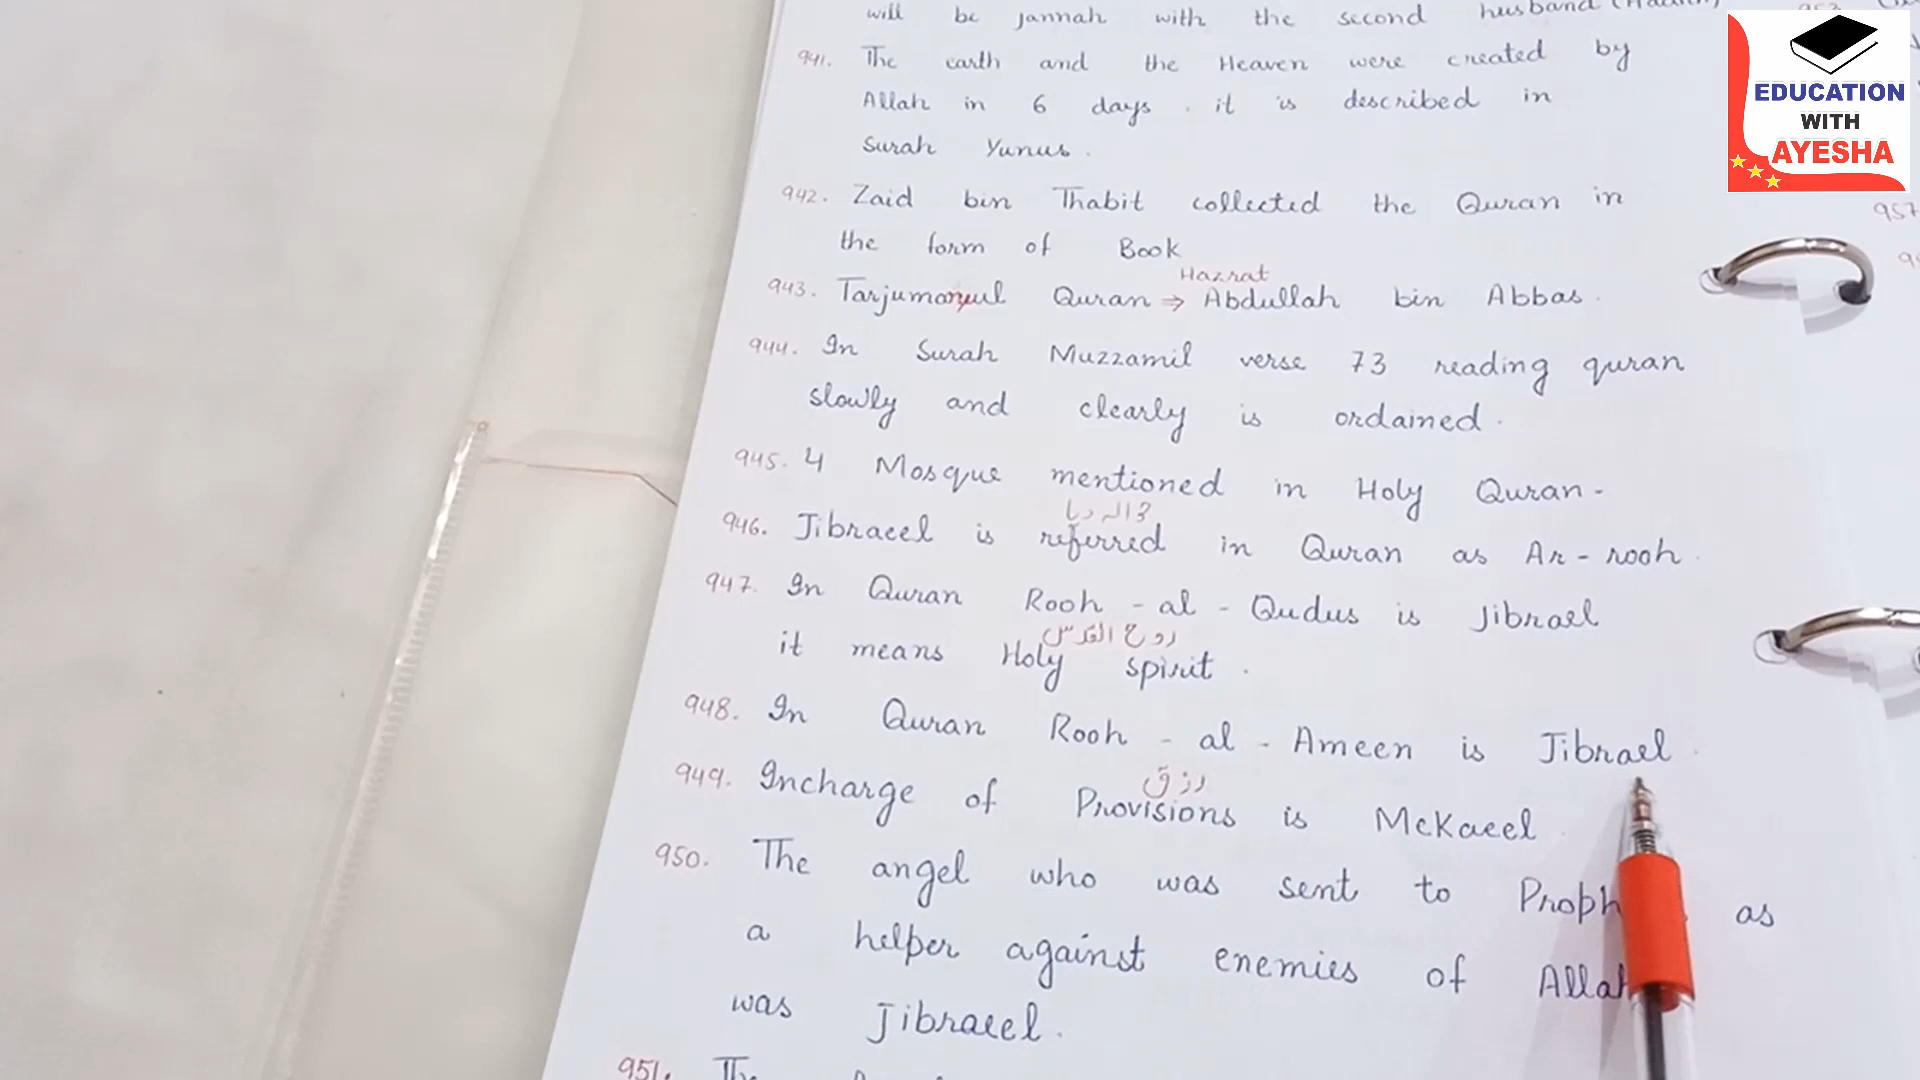 will be jannah with the second husband
941. The earth and the Heaven were created by
Allah in 6 days . it is described in
Surah Yunus .
942. Zaid bin Thabit collected the Quran in
the form of Book
Hazrat
943. Tarjumanul Quran ⇒ Abdullah bin Abbas .
944. In Surah Muzzamil verse 73 reading quran
slowly and clearly is ordained .
945. 4 Mosque mentioned in Holy Quran -
946. Jibraeel is referred in Quran as Ar - rooh .
947. In Quran Rooh - al - Qudus is Jibrael
روح القدس
it means Holy spirit .
948. In Quran Rooh - al - Ameen is Jibrael .
رزق
949. Incharge of Provisions is McKaeel .
950. The angel who was sent to Proph as
a helper against enemies of Allah
was Jibraeel .
951. Th
957
EDUCATION
WITH
AYESHA